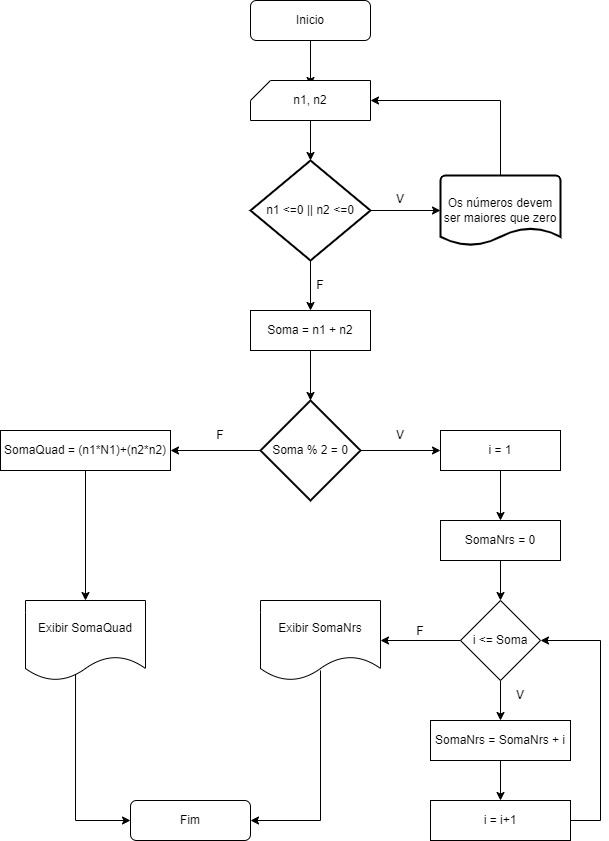 Inicio
n1, n2
n1 <=0 || n2 <=0
V
Os números devem
ser maiores que zero
F
Soma = n1 + n2
F
V
SomaQuad = (n1*N1)+(n2*n2)
Soma % 2 = 0
i = 1
SomaNrs = 0
Exibir SomaQuad
Exibir SomaNrs
F
i <= Soma
V
SomaNrs = SomaNrs + i
Fim
i = i+1